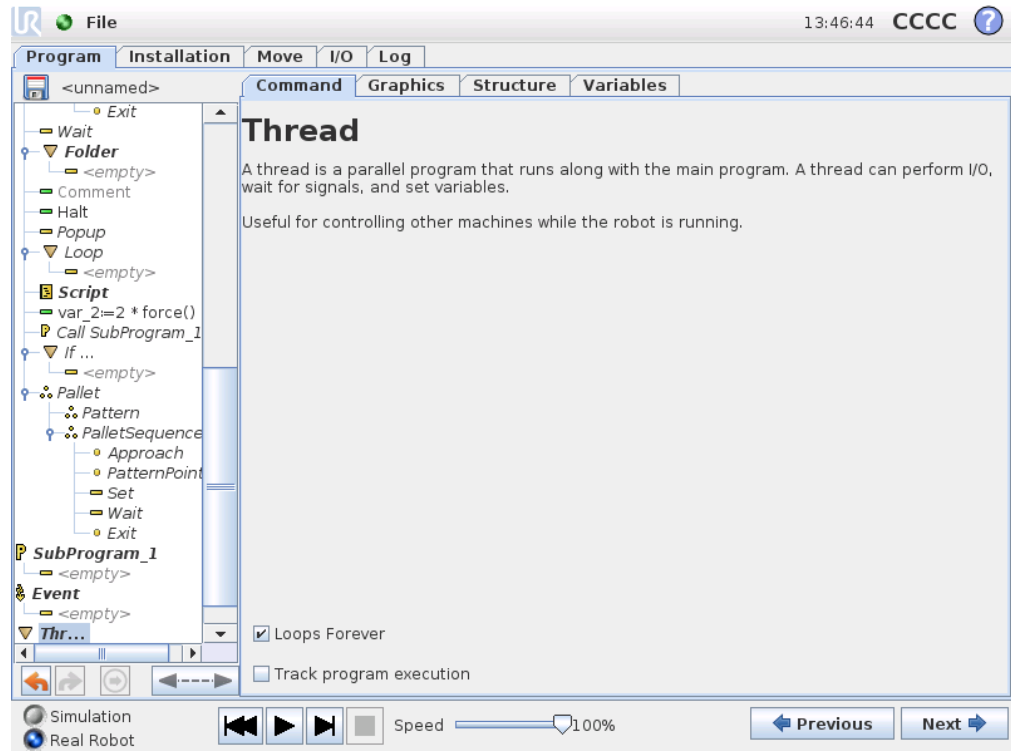 UR File 13:46:44 CCCC ?
Program Installation Move I/O Log
<unnamed>
Command Graphics Structure Variables
Exit
Wait
Folder
<empty>
Comment
Halt
Popup
Loop
<empty>
Script
var_2:=2 * force()
Call SubProgram_1
If ...
<empty>
Pallet
Pattern
PalletSequence
Approach
PatternPoint
Set
Wait
Exit
SubProgram_1
<empty>
Event
<empty>
Thr...
Thread
A thread is a parallel program that runs along with the main program. A thread can perform I/O,
wait for signals, and set variables.
Useful for controlling other machines while the robot is running.
Loops Forever
Track program execution
Simulation
Real Robot
Speed 100%
Previous Next